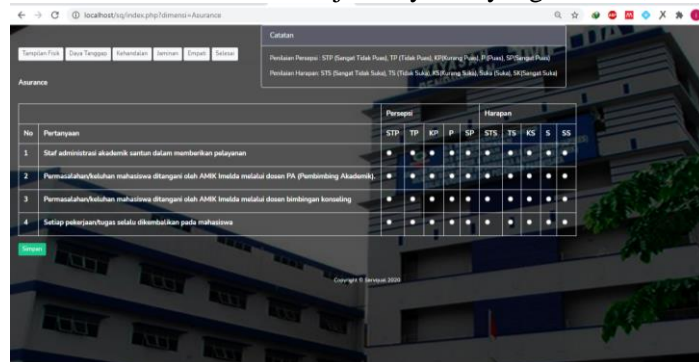 localhost/sq/index.php?dimensi=Asurance
Catatan
Tampilan Fisik Daya Tanggap Kehandalan Jaminan Empati Selesai
Penilaian Persepsi : STP (Sangat Tidak Puas), TP (Tidak Puas), KP(Kurang Puas), P(Puas), SP(Sangat Puas)
Penilaian Harapan: STS (Sangat Tidak Suka), TS (Tidak Suka), KS(Kurang Suka), Suka (Suka), SK(Sangat Suka)
Asurance
Persepsi Harapan
No Pertanyaan STP TP KP P SP STS TS KS S SS
1 Staf administrasi akademik santun dalam memberikan pelayanan
2 Permasalahan/keluhan mahasiswa ditangani oleh AMIK Imelda melalui dosen PA (Pembimbing Akademik).
3 Permasalahan/keluhan mahasiswa ditangani oleh AMIK Imelda melalui dosen bimbingan konseling
4 Setiap pekerjaan/tugas selalu dikembalikan pada mahasiswa
Simpan
Copyright © Servqual 2020